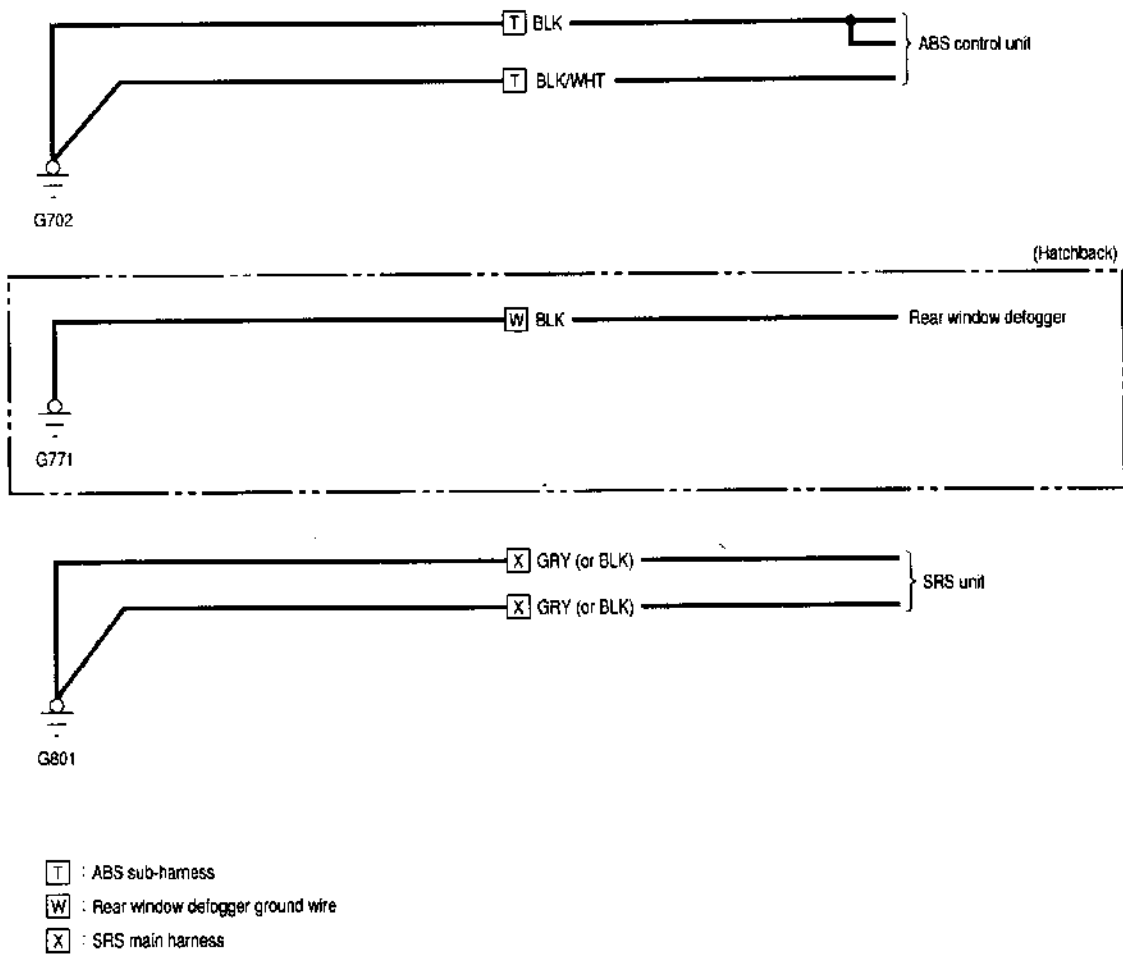 T BLK
ABS control unit
T BLK/WHT
G702
(Hatchback)
W BLK
Rear window defogger
G771
X GRY (or BLK)
SRS unit
X GRY (or BLK)
G801
T : ABS sub-harness
W : Rear window defogger ground wire
X : SRS main harness